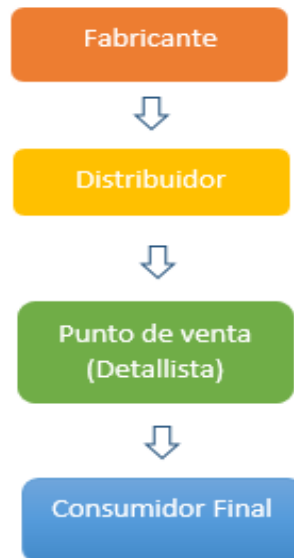 Fabricante
Distribuidor
Punto de venta
(Detallista)
Consumidor Final